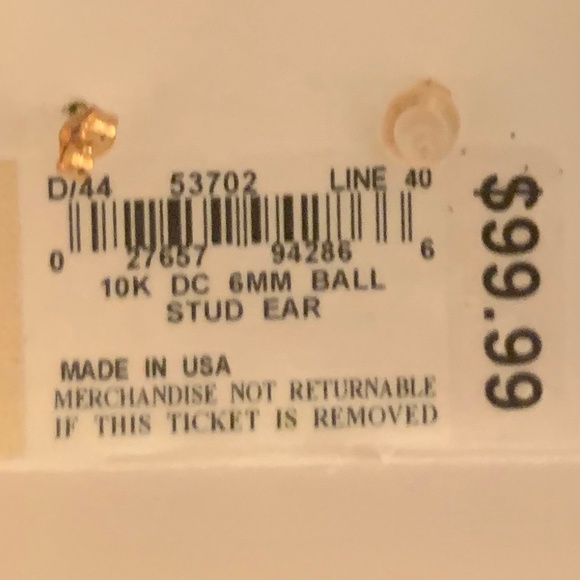 D/44 53702 LINE 40
0 27657 94286 6
10K DC 6MM BALL
STUD EAR
MADE IN USA
MERCHANDISE NOT RETURNABLE
IF THIS TICKET IS REMOVED
$99.99